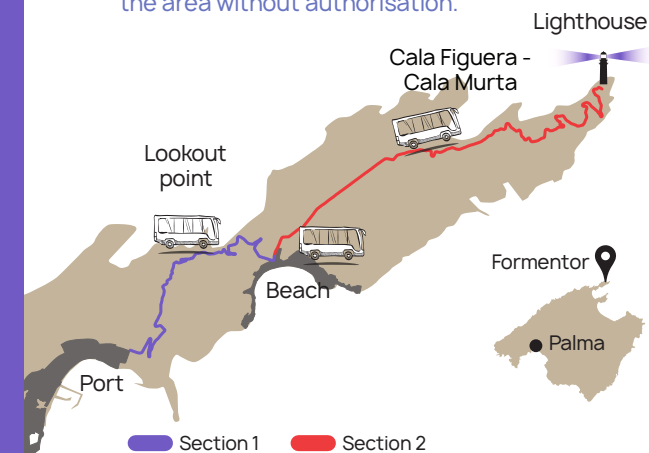 the area without authorisation.
Lighthouse
Cala Figuera -
Cala Murta
Lookout
point
Formentor
Beach
Palma
Port
Section 1
Section 2